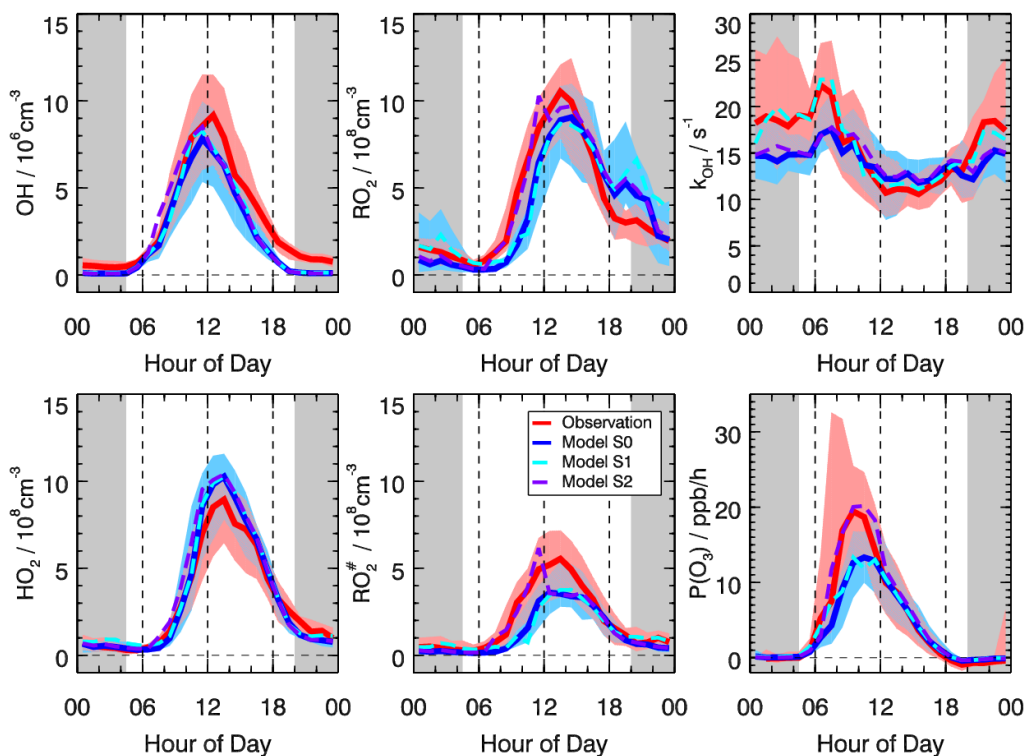 OH / 10⁶cm⁻³
15
10
5
0
00 06 12 18 00
Hour of Day
RO₂ / 10⁸cm⁻³
15
10
5
0
00 06 12 18 00
Hour of Day
k_OH / s⁻¹
30
25
20
15
10
5
0
00 06 12 18 00
Hour of Day
HO₂ / 10⁸cm⁻³
15
10
5
0
00 06 12 18 00
Hour of Day
RO₂# / 10⁸cm⁻³
15
10
5
0
Observation
Model S0
Model S1
Model S2
00 06 12 18 00
Hour of Day
P(O₃) / ppb/h
30
20
10
0
00 06 12 18 00
Hour of Day